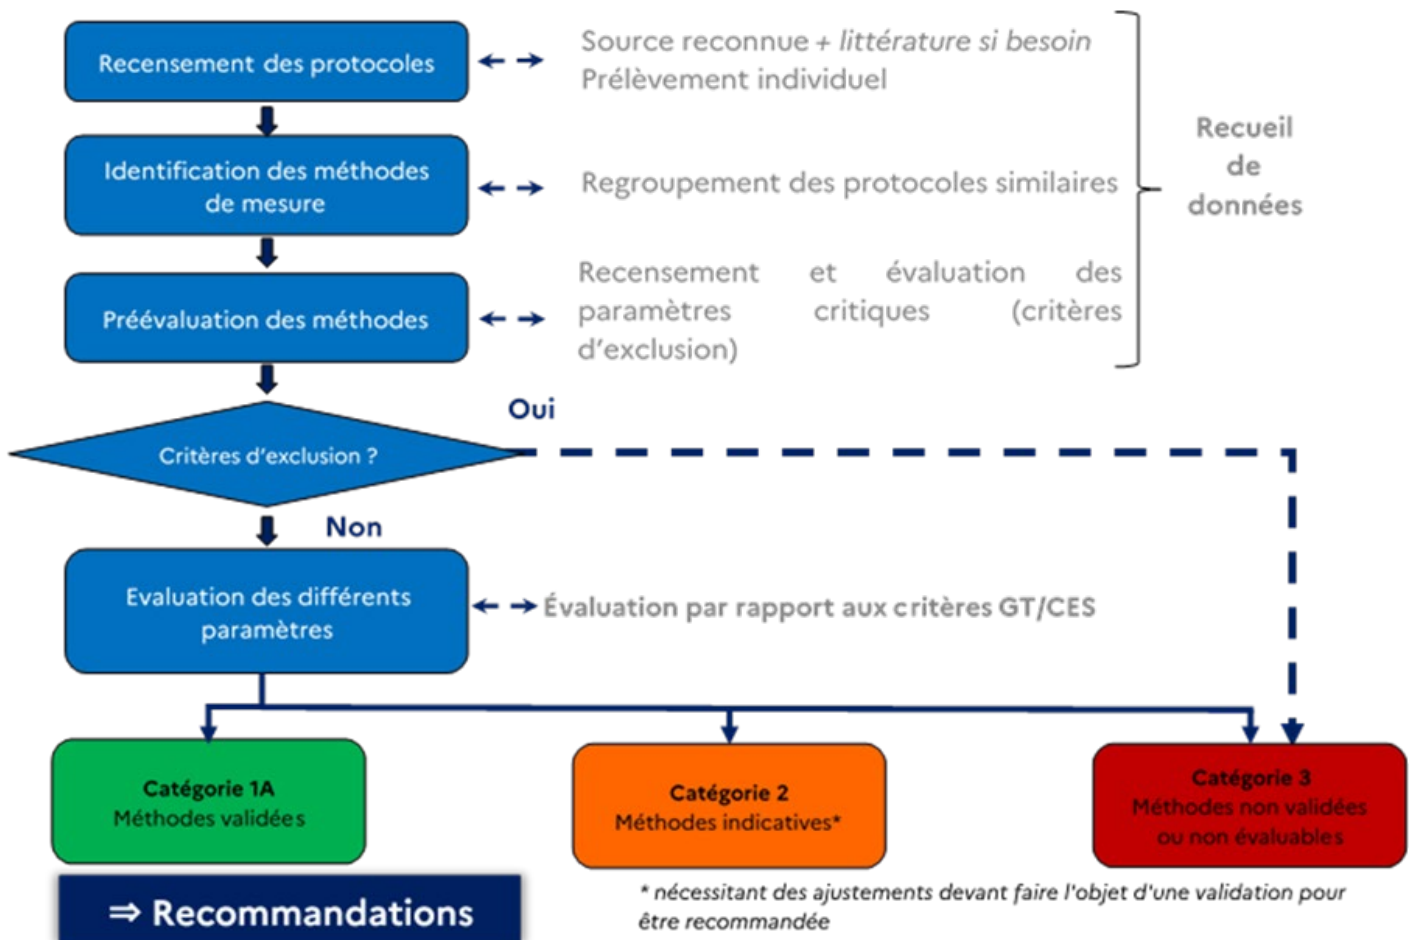 Recensement des protocoles
Source reconnue + littérature si besoin
Prélèvement individuel
Identification des méthodes
de mesure
Regroupement des protocoles similaires
Recueil
de
données
Préévaluation des méthodes
Recensement et évaluation des
paramètres critiques (critères
d'exclusion)
Critères d'exclusion ?
Oui
Non
Evaluation des différents
paramètres
Évaluation par rapport aux critères GT/CES
Catégorie 1A
Méthodes validées
Catégorie 2
Méthodes indicatives*
Catégorie 3
Méthodes non validées
ou non évaluables
⇒ Recommandations
* nécessitant des ajustements devant faire l'objet d'une validation pour
être recommandée